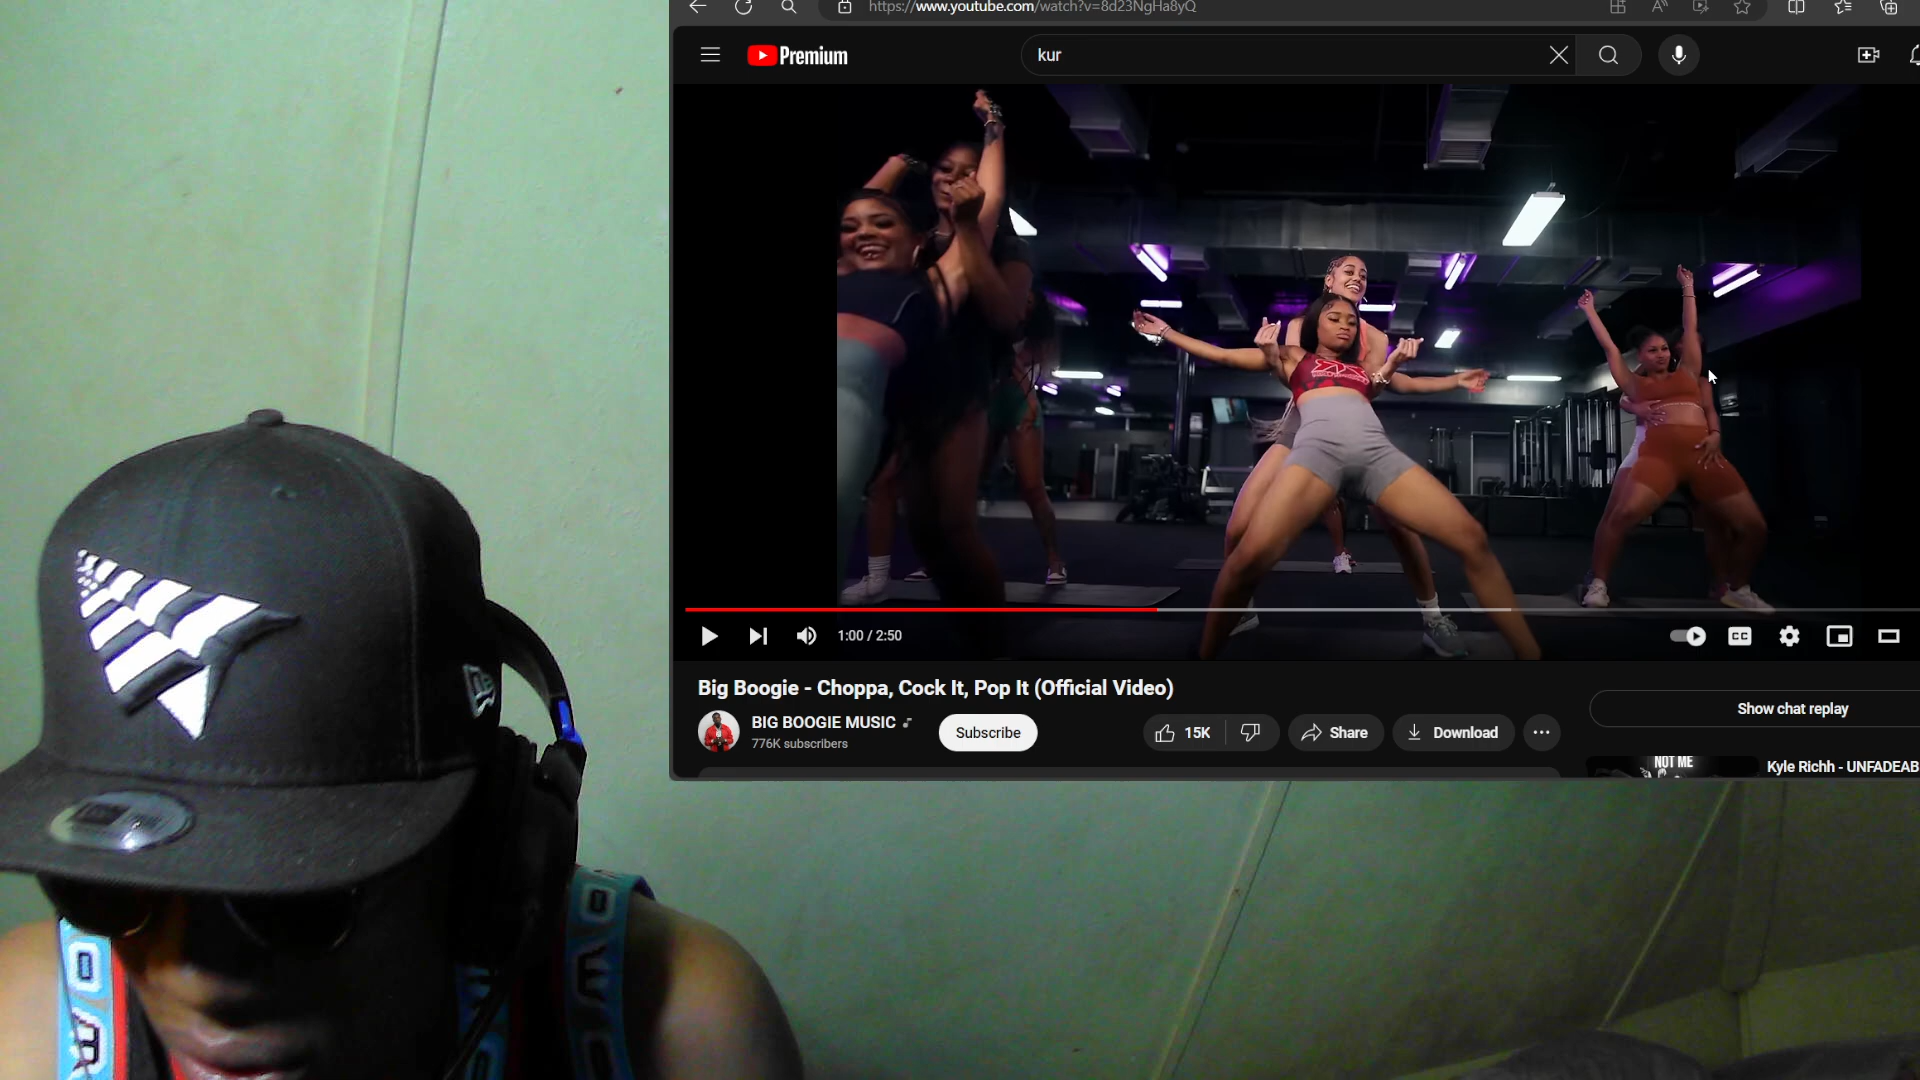 https://www.youtube.com/watch?v=8d23NgHa8yQ
Premium
kur
1:00 / 2:50
CC
Big Boogie - Choppa, Cock It, Pop It (Official Video)
BIG BOOGIE MUSIC
776K subscribers
Subscribe
15K
Share
Download
Show chat replay
NOT ME
Kyle Richh - UNFADEAB